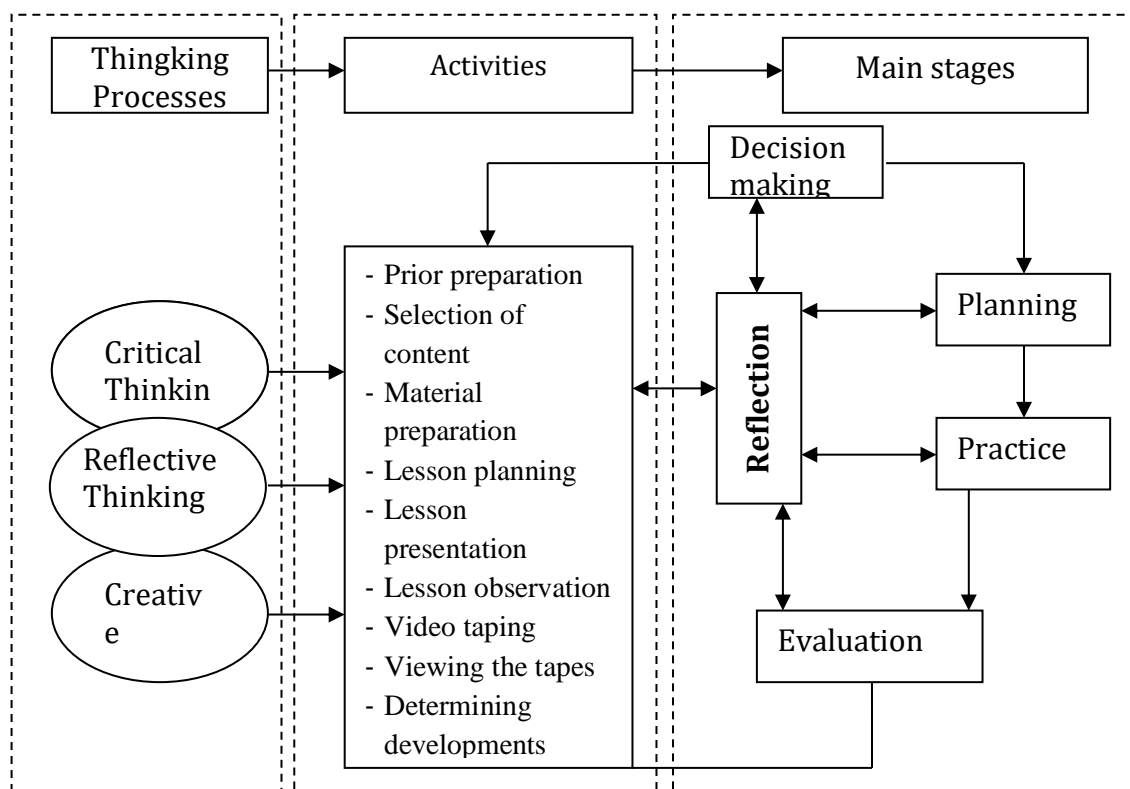 Thingking
Processes
Activities
Main stages
Decision
making
- Prior preparation
- Selection of
content
- Material
preparation
- Lesson planning
- Lesson
presentation
- Lesson observation
- Video taping
- Viewing the tapes
- Determining
developments
Critical
Thinkin
Reflective
Thinking
Creativ
e
Reflection
Planning
Practice
Evaluation